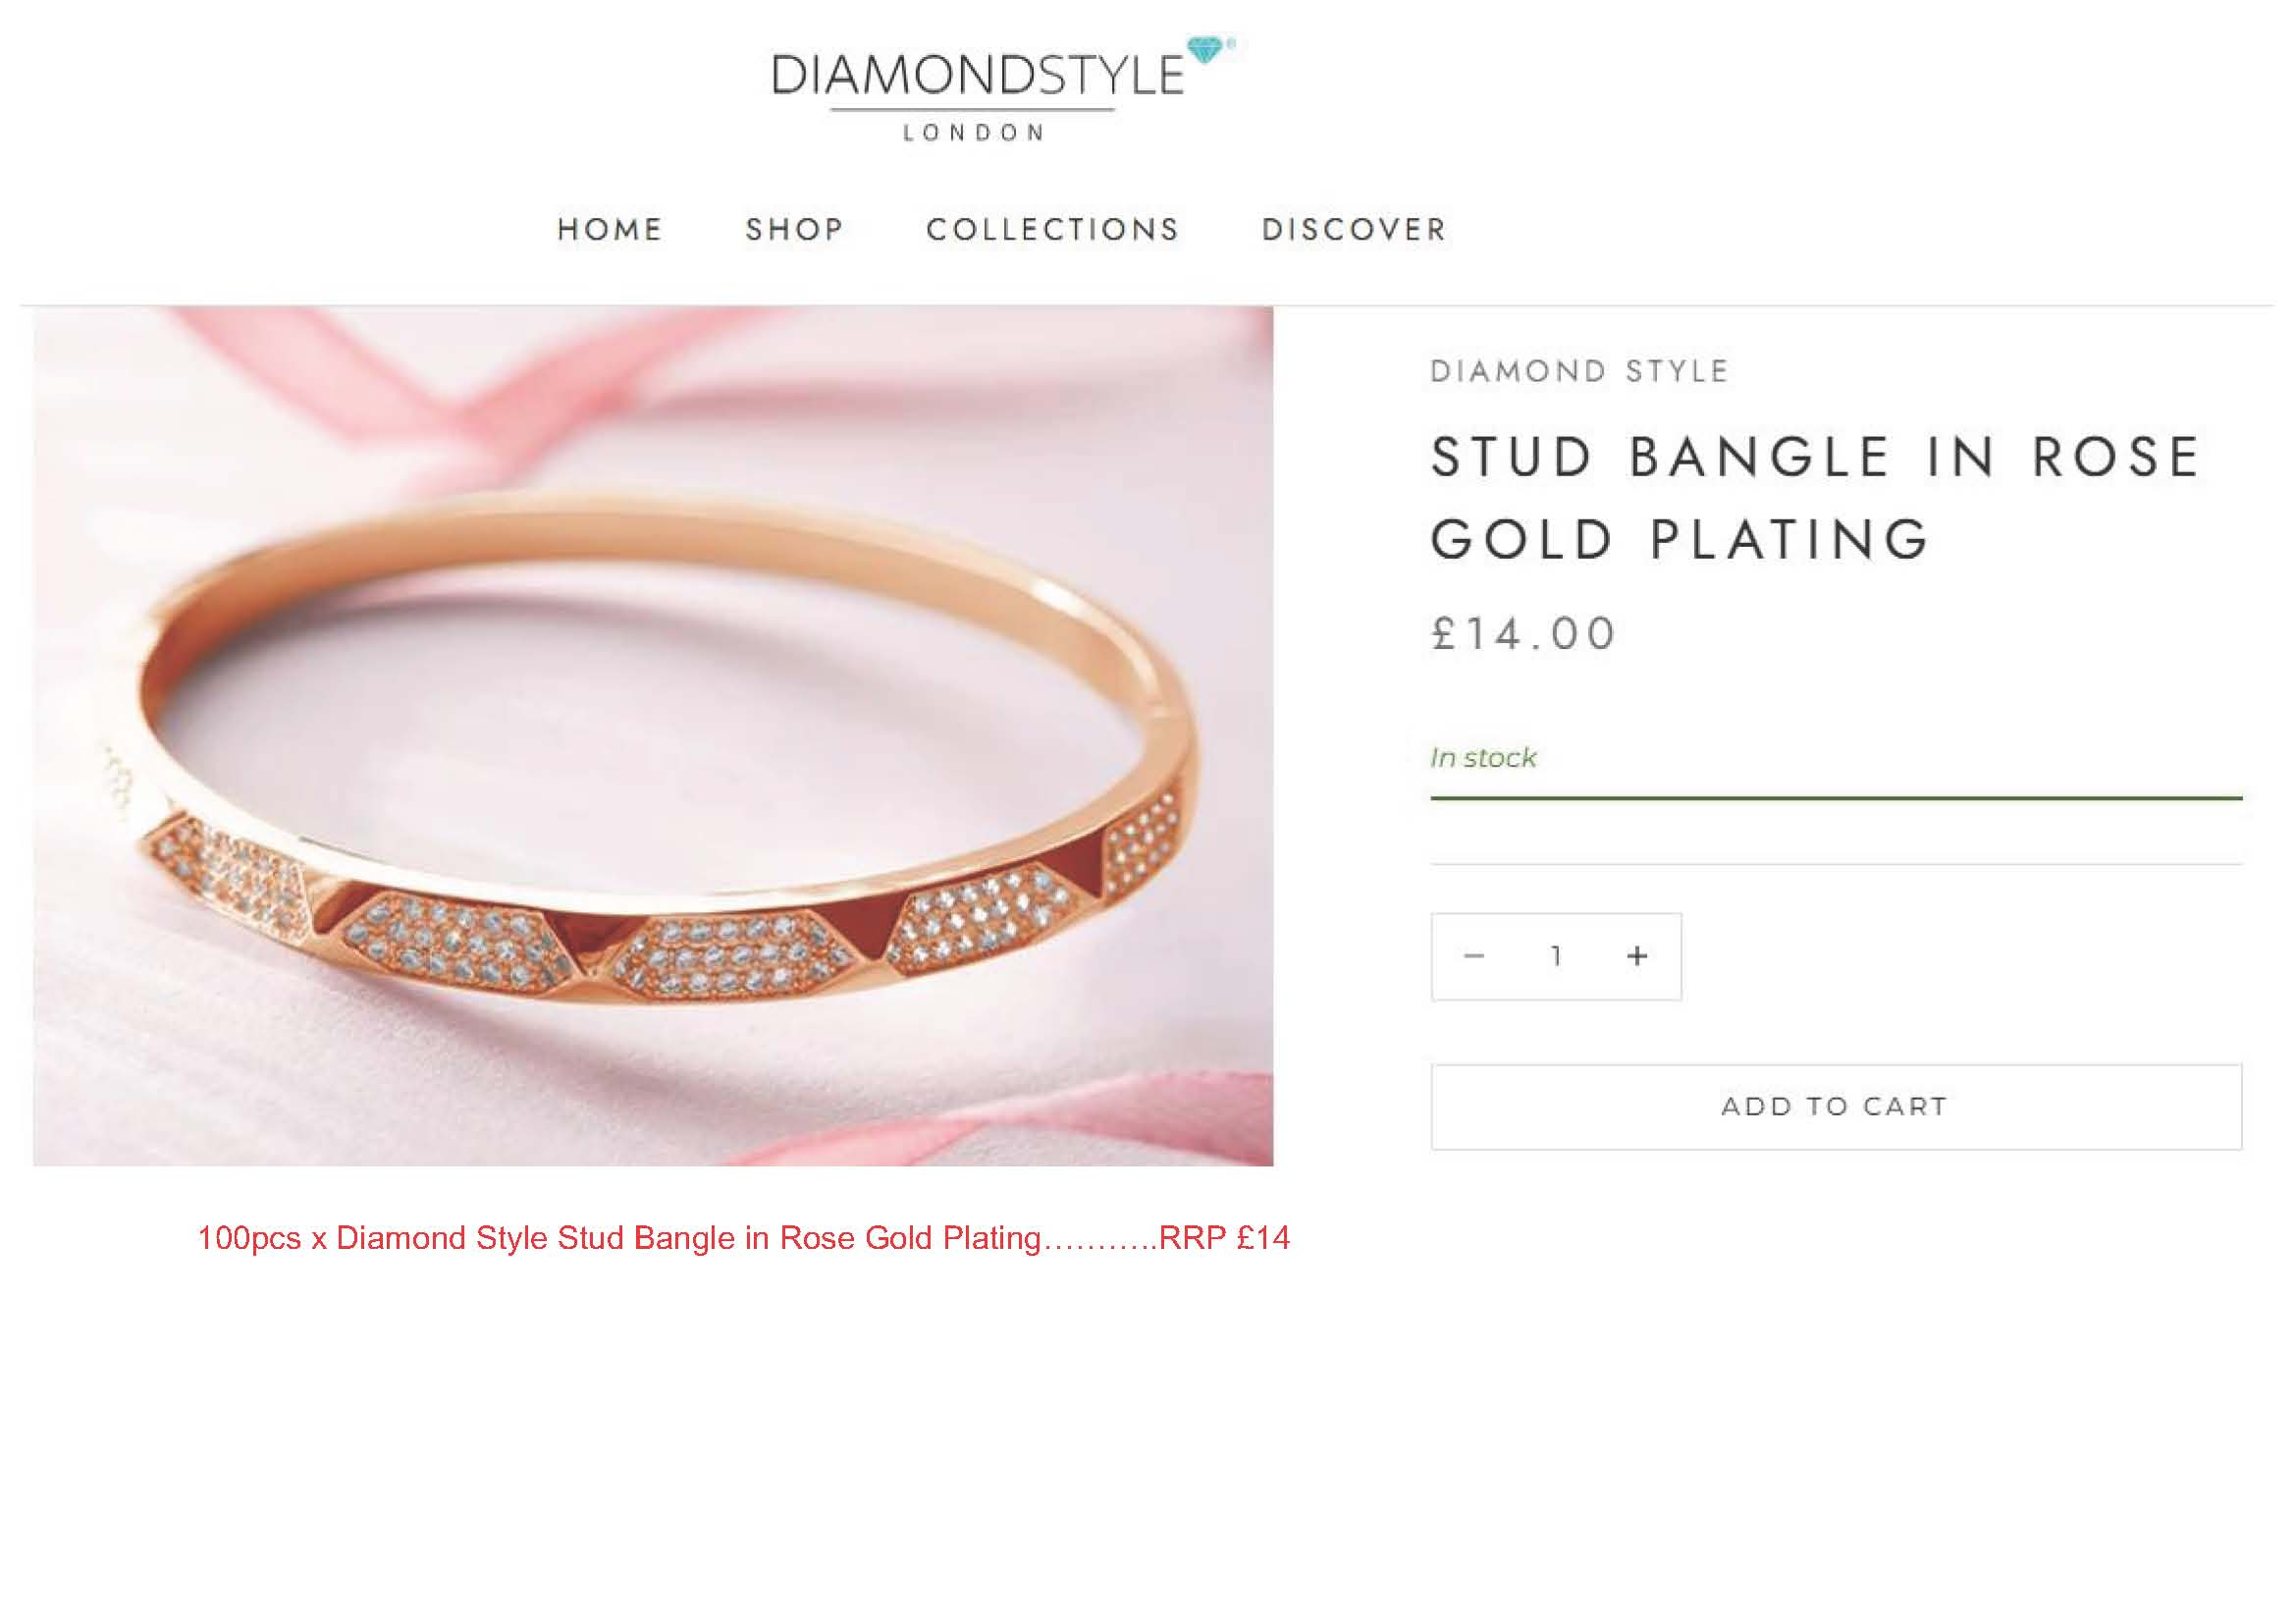 DIAMONDSTYLE®
LONDON
HOME SHOP COLLECTIONS DISCOVER
DIAMOND STYLE
STUD BANGLE IN ROSE
GOLD PLATING
£14.00
In stock
− 1 +
ADD TO CART
100pcs x Diamond Style Stud Bangle in Rose Gold Plating...........RRP £14